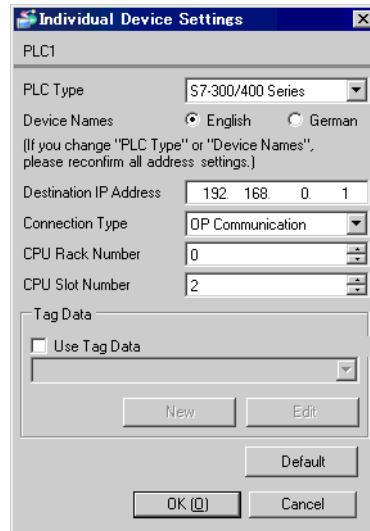 Individual Device Settings
PLC1
PLC Type S7-300/400 Series
Device Names English German
(If you change "PLC Type" or "Device Names",
please reconfirm all address settings.)
Destination IP Address 192. 168. 0. 1
Connection Type OP Communication
CPU Rack Number 0
CPU Slot Number 2
Tag Data
Use Tag Data
New Edit
Default
OK (O) Cancel